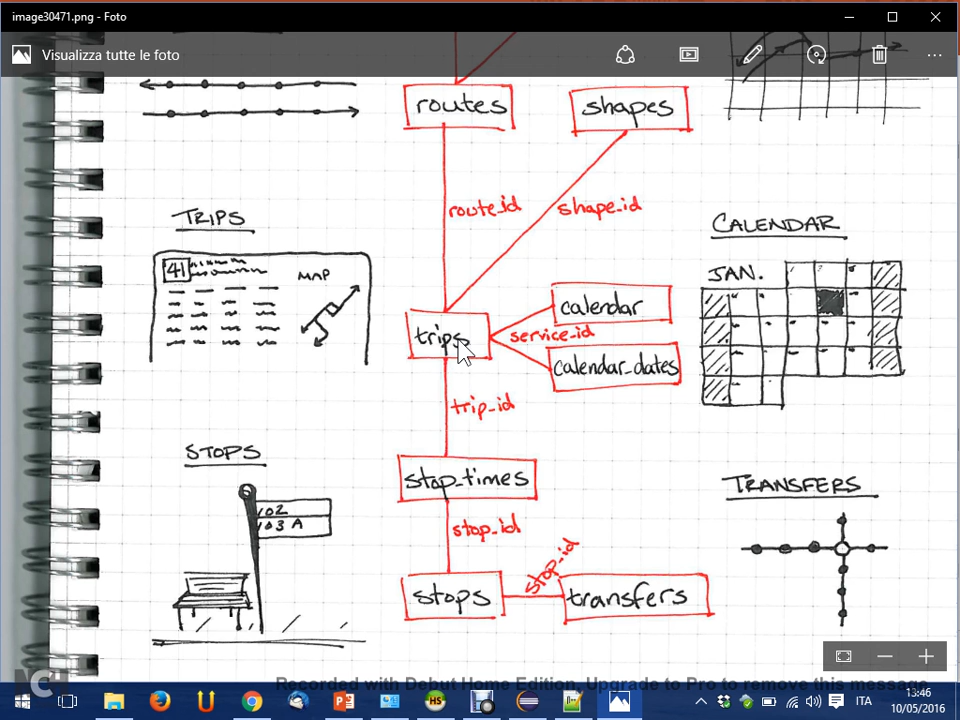 image30471.png - Foto
Visualizza tutte le foto
routes
shapes
route_id
shape_id
TRIPS
41
MAP
CALENDAR
JAN.
calendar
trips
service_id
calendar_dates
trip_id
STOPS
102
103 A
stop_times
TRANSFERS
stop_id
stop_id
stops
transfers
Recorded with Debut Home Edition, Upgrade to Pro to remove this message
13:46
ITA
10/05/2016